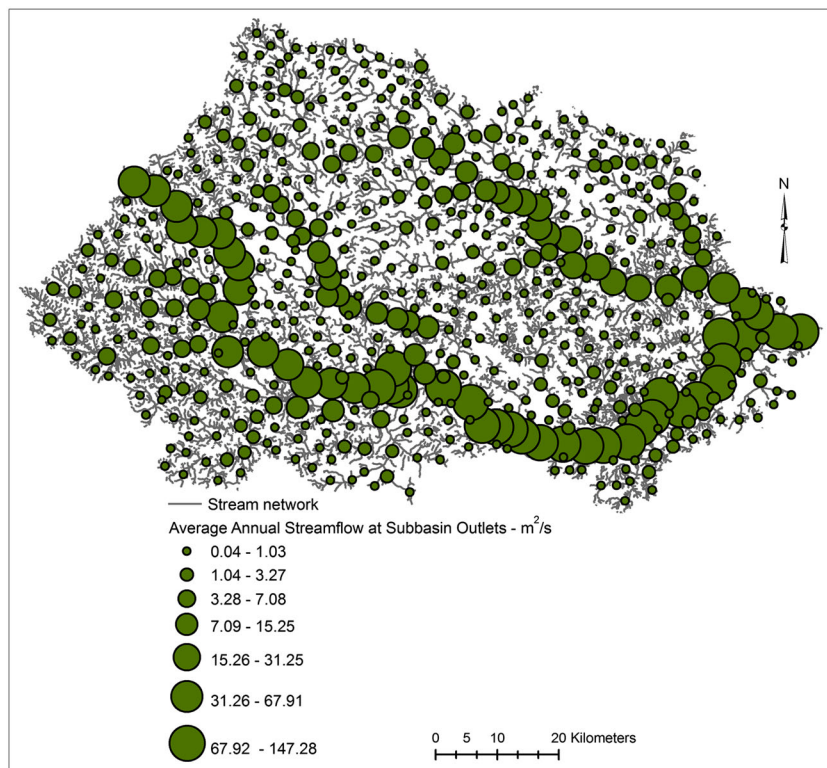 N
Stream network
Average Annual Streamflow at Subbasin Outlets - m²/s
0.04 - 1.03
1.04 - 3.27
3.28 - 7.08
7.09 - 15.25
15.26 - 31.25
31.26 - 67.91
67.92 - 147.28
0 5 10 20 Kilometers